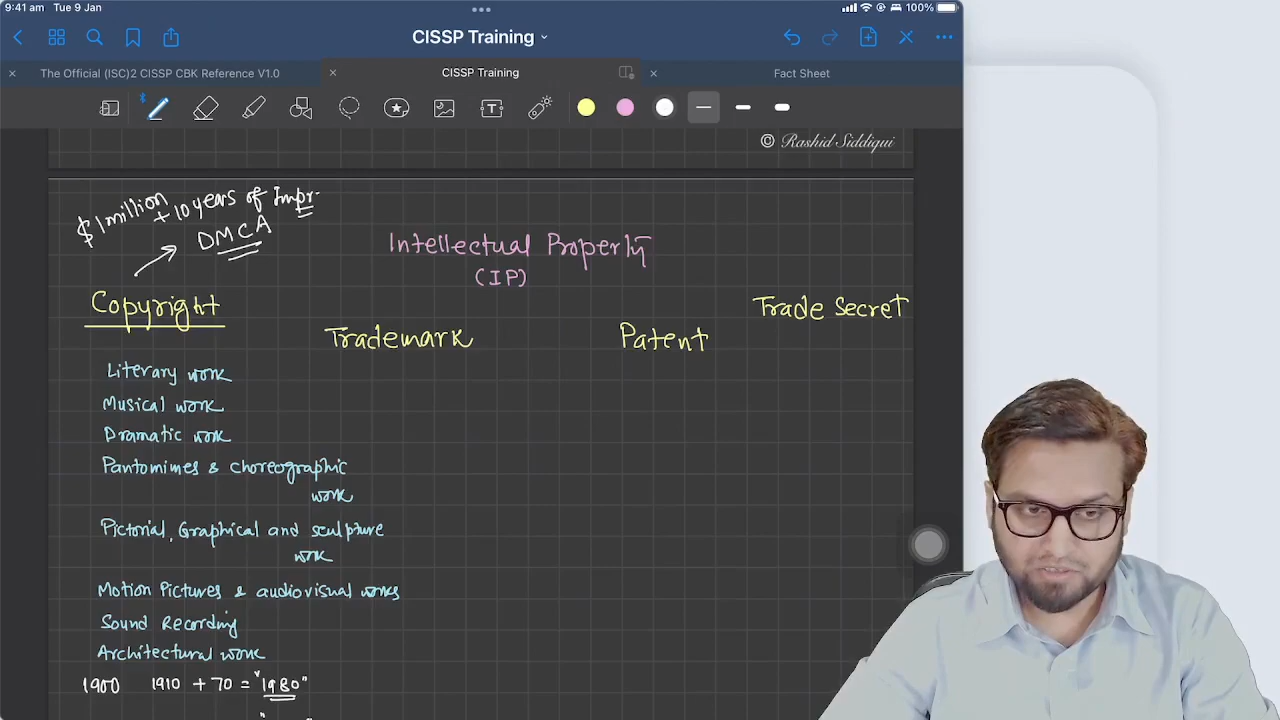 9:41 am Tue 9 Jan
100%
CISSP Training
The Official (ISC)2 CISSP CBK Reference V1.0
CISSP Training
Fact Sheet
© Rashid Siddiqui
$1million + 10 years of Impr.
DMCA
Intellectual Property
(IP)
Copyright
Trademark
Patent
Trade Secret
Literary work
Musical work
Dramatic work
Pantomimes & choreographic
work
Pictorial, Graphical and sculpture
work
Motion Pictures & audiovisual works
Sound Recording
Architectural work
1900 1910 + 70 = "1980"